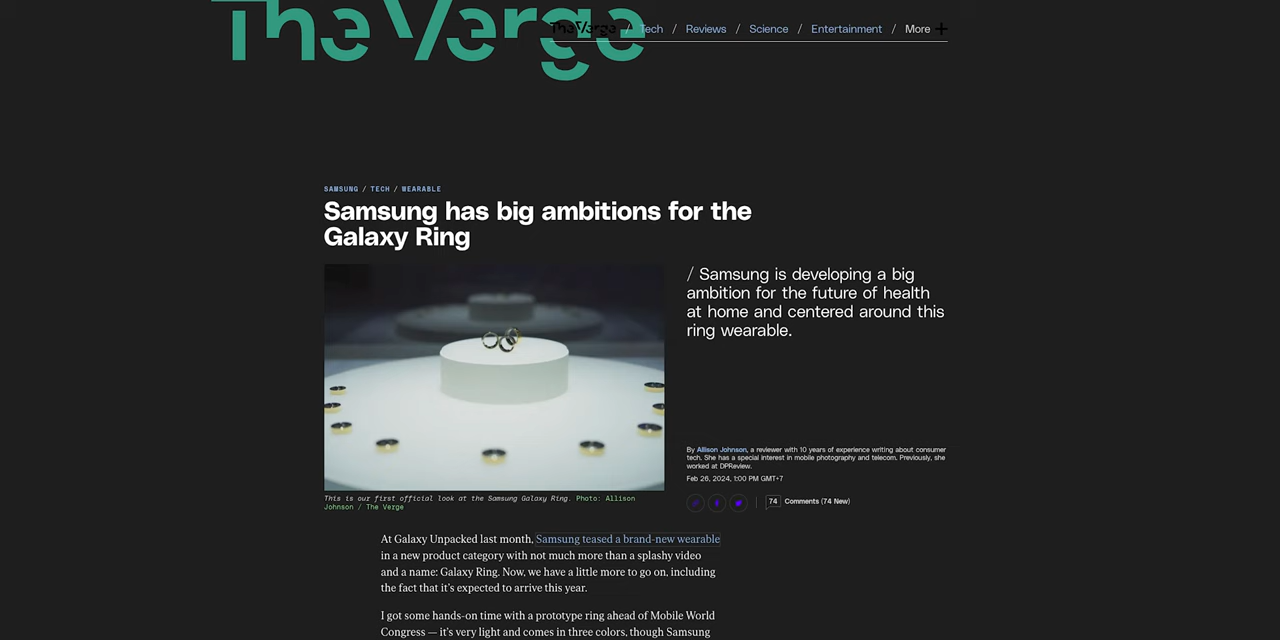 The Verge
The Verge / Tech / Reviews / Science / Entertainment / More +
SAMSUNG / TECH / WEARABLE
Samsung has big ambitions for the
Galaxy Ring
/ Samsung is developing a big
ambition for the future of health
at home and centered around this
ring wearable.
By Allison Johnson, a reviewer with 10 years of experience writing about consumer
tech. She has a special interest in mobile photography and telecom. Previously, she
worked at DPReview.
Feb 26, 2024, 1:00 PM GMT+7
74 Comments (74 New)
This is our first official look at the Samsung Galaxy Ring. Photo: Allison
Johnson / The Verge
At Galaxy Unpacked last month, Samsung teased a brand-new wearable
in a new product category with not much more than a splashy video
and a name: Galaxy Ring. Now, we have a little more to go on, including
the fact that it's expected to arrive this year.
I got some hands-on time with a prototype ring ahead of Mobile World
Congress — it's very light and comes in three colors, though Samsung